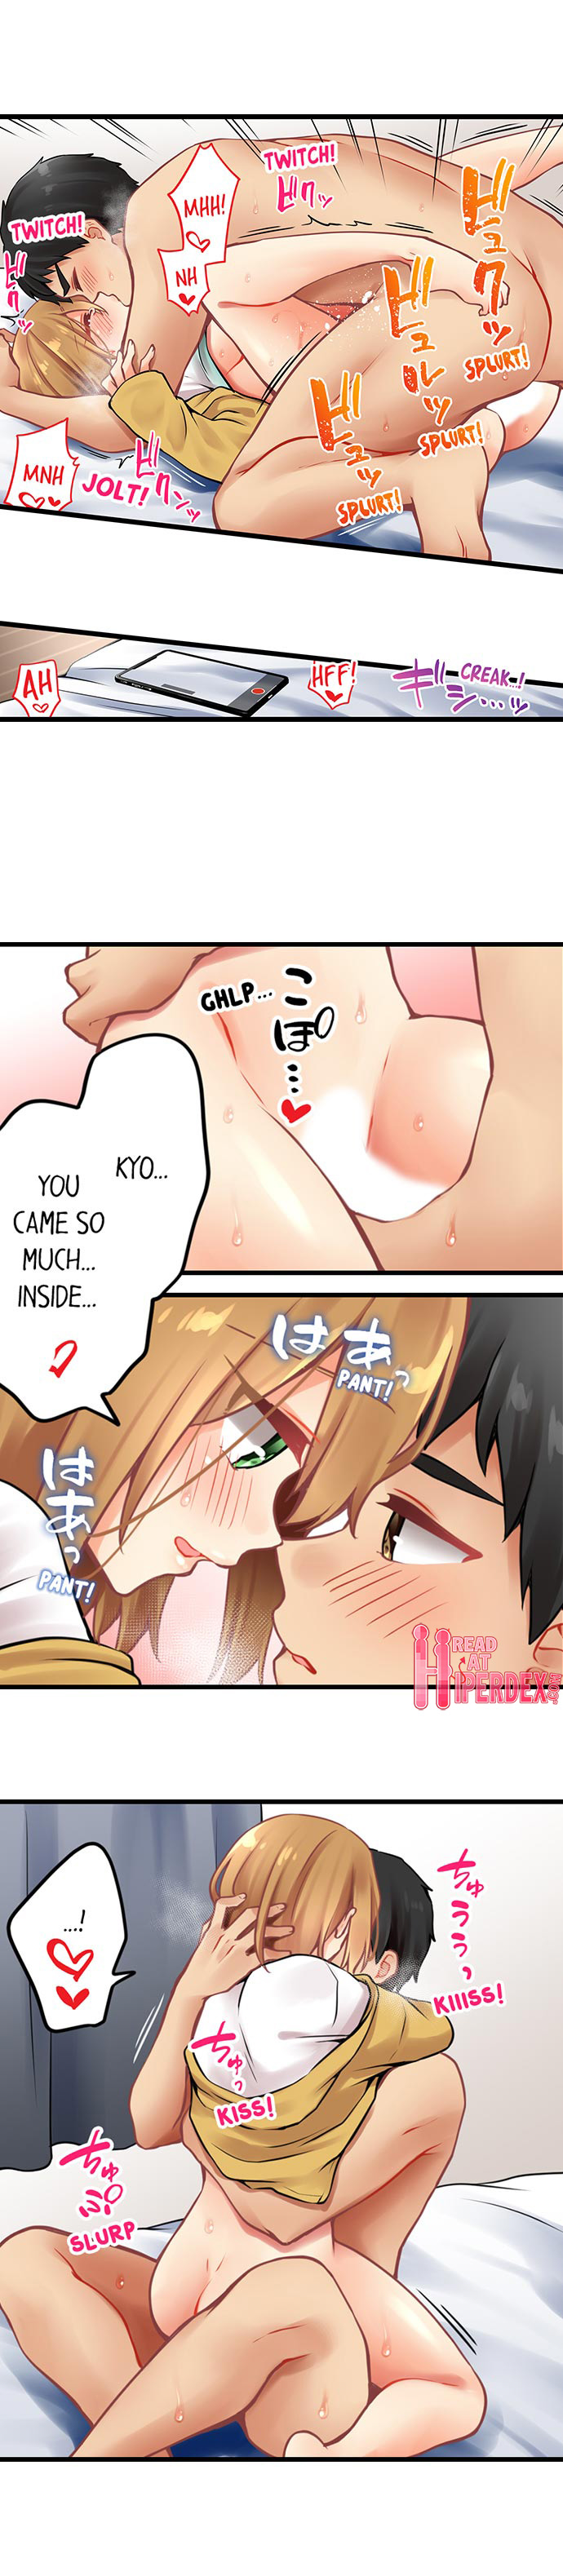 TWITCH!
ビクッ
MHH!
NH
TWITCH!
ビクッ
ビュクッ
SPLURT!
ビュルッ
SPLURT!
ビュッ
SPLURT!
MNH
JOLT!
ビクンッ
AH
HFF!
ギシ…ッ
CREAK...!
GHLP...
こぽ…
KYO...
YOU
CAME SO
MUCH...
INSIDE...
はあっ
PANT!
はあっ
PANT!
READ
AT
HIPERDEX
.COM
...!
ちゅううっ
KIIISS!
ちゅっ
KISS!
ちゅぷ
SLURP